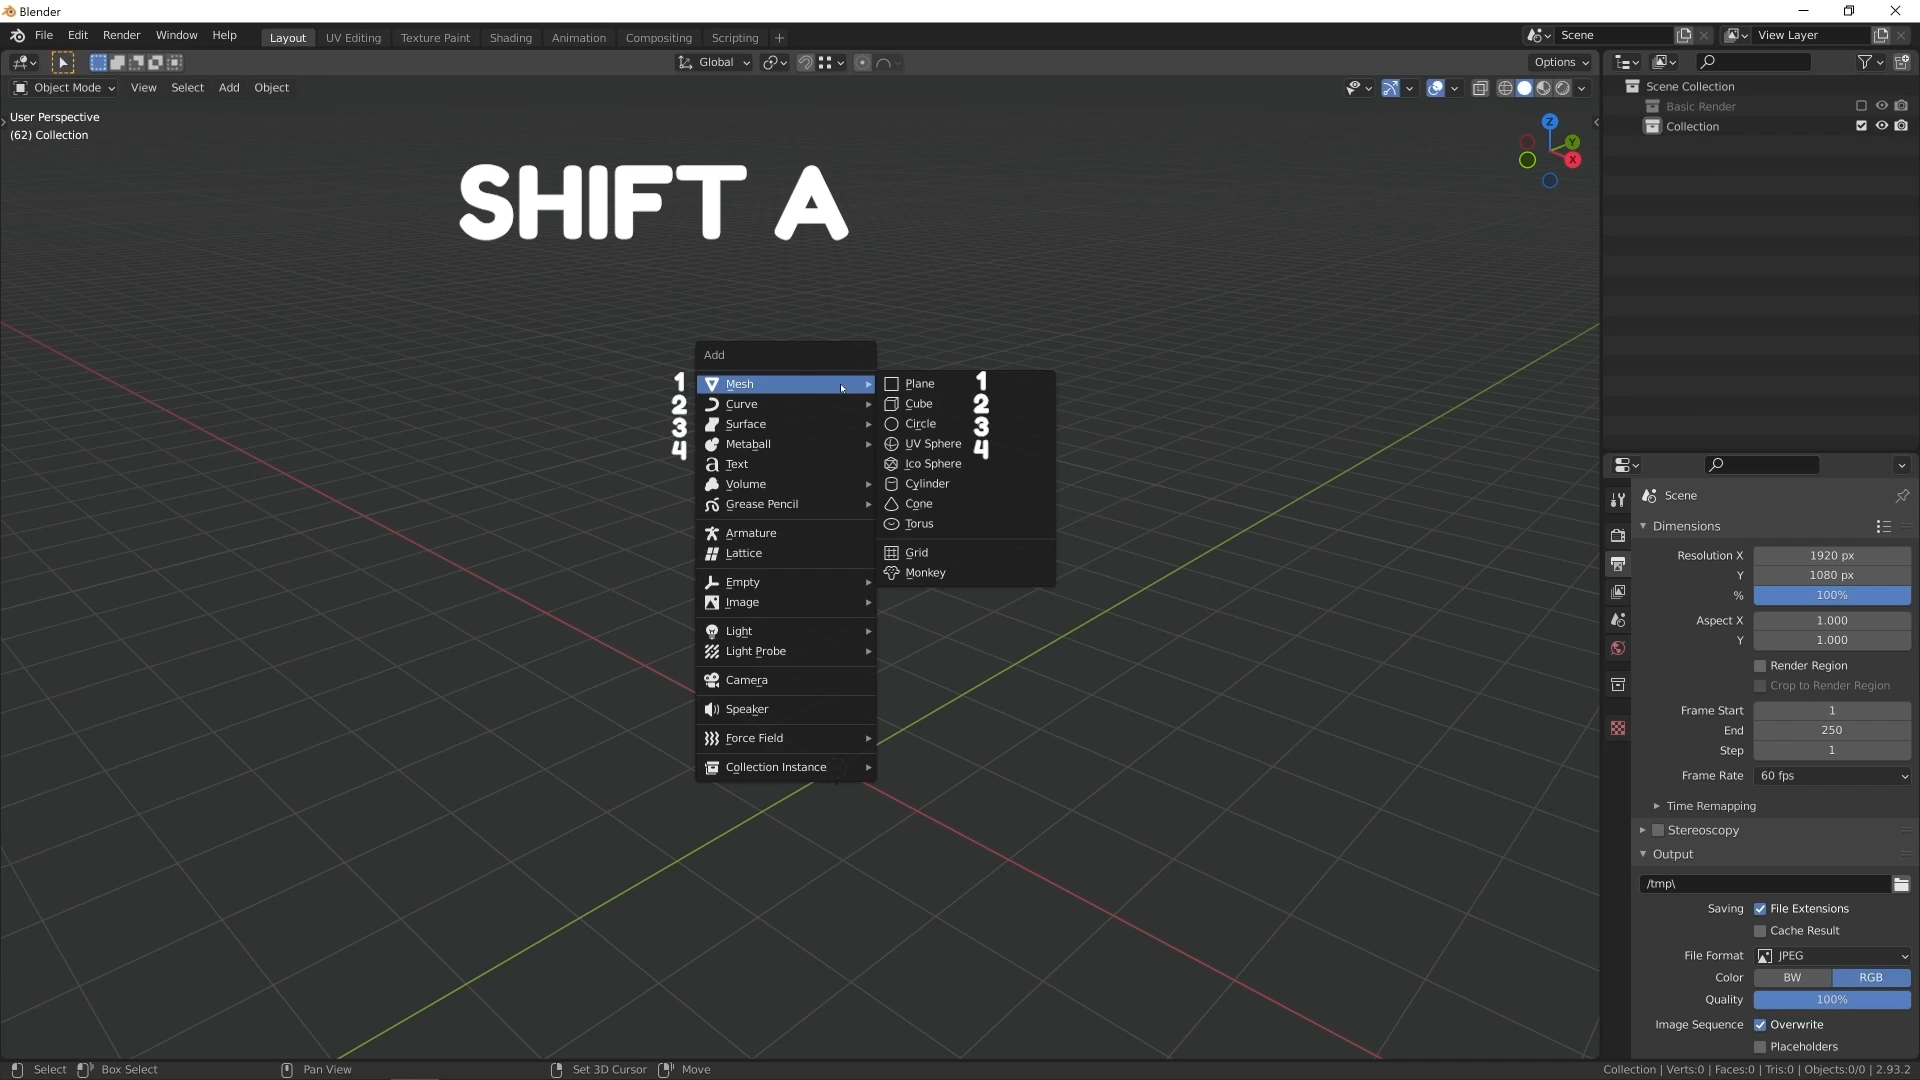 Blender
File Edit Render Window Help Layout UV Editing Texture Paint Shading Animation Compositing Scripting + Scene View Layer
Global Options
Object Mode View Select Add Object
User Perspective
(62) Collection
Z
Y
X
Scene Collection
Basic Render
Collection
SHIFT A
Add
1 Mesh
2 Curve
3 Surface
4 Metaball
Text
Volume
Grease Pencil
Armature
Lattice
Empty
Image
Light
Light Probe
Camera
Speaker
Force Field
Collection Instance
Plane 1
Cube 2
Circle 3
UV Sphere 4
Ico Sphere
Cylinder
Cone
Torus
Grid
Monkey
Scene
Dimensions
Resolution X 1920 px
Y 1080 px
% 100%
Aspect X 1.000
Y 1.000
Render Region
Crop to Render Region
Frame Start 1
End 250
Step 1
Frame Rate 60 fps
Time Remapping
Stereoscopy
Output
/tmp\
Saving File Extensions
Cache Result
File Format JPEG
Color BW RGB
Quality 100%
Image Sequence Overwrite
Placeholders
Select Box Select Pan View Set 3D Cursor Move Collection | Verts:0 | Faces:0 | Tris:0 | Objects:0/0 | 2.93.2